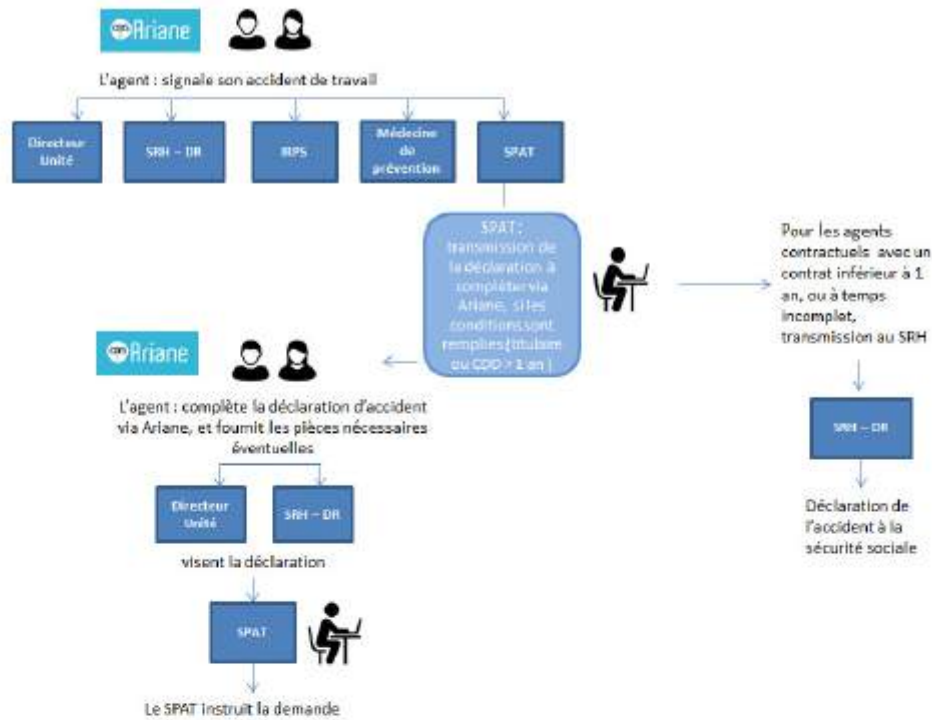 cnrs Ariane
L'agent : signale son accident de travail
Directeur
Unité
SRH – DR
IRPS
Médecine
de
prévention
SPAT
SPAT :
transmission de
la déclaration à
compléter via
Ariane, si les
conditions sont
remplies (titulaire
ou CDD > 1 an )
Pour les agents
contractuels avec un
contrat inférieur à 1
an, ou à temps
incomplet,
transmission au SRH
SRH – DR
Déclaration de
l'accident à la
sécurité sociale
cnrs Ariane
L'agent : complète la déclaration d'accident
via Ariane, et fournit les pièces nécessaires
éventuelles
Directeur
Unité
SRH – DR
visent la déclaration
SPAT
Le SPAT instruit la demande